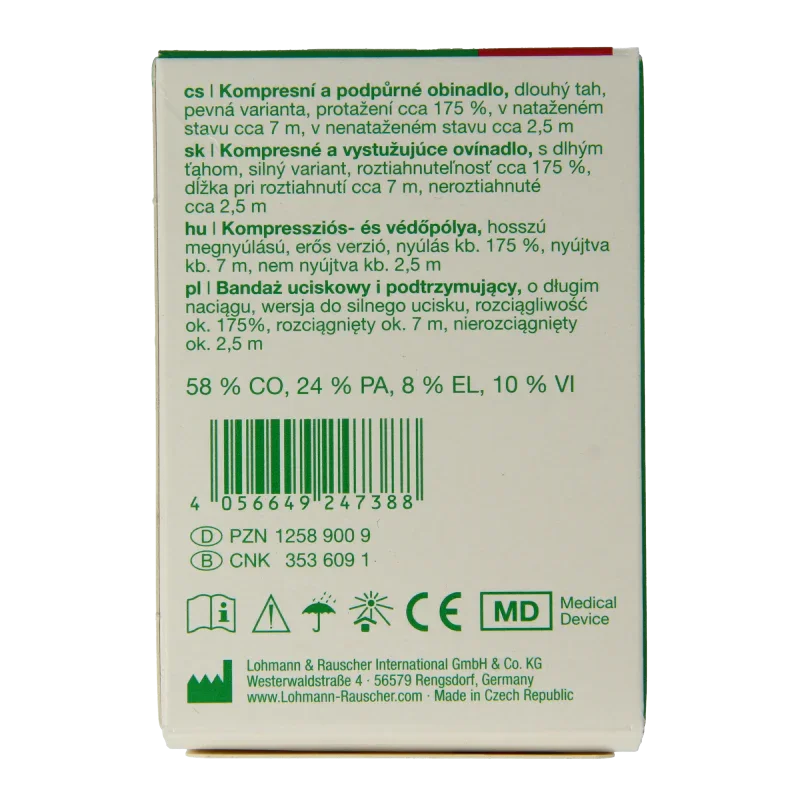 cs | Kompresní a podpůrné obinadlo, dlouhý tah,
pevná varianta, protažení cca 175 %, v nataženém
stavu cca 7 m, v nenataženém stavu cca 2,5 m
sk | Kompresné a vystužujúce ovínadlo, s dlhým
ťahom, silný variant, roztiahnuteľnosť cca 175 %,
dĺžka pri roztiahnutí cca 7 m, neroztiahnuté
cca 2,5 m
hu | Kompressziós- és védőpólya, hosszú
megnyúlású, erős verzió, nyúlás kb. 175 %, nyújtva
kb. 7 m, nem nyújtva kb. 2,5 m
pl | Bandaż uciskowy i podtrzymujący, o długim
naciągu, wersja do silnego ucisku, rozciągliwość
ok. 175%, rozciągnięty ok. 7 m, nierozciągnięty
ok. 2,5 m
58 % CO, 24 % PA, 8 % EL, 10 % VI
4 056649 247388
D PZN 1258 900 9
B CNK 353 609 1
CE MD Medical
Device
Lohmann & Rauscher International GmbH & Co. KG
Westerwaldstraße 4 · 56579 Rengsdorf, Germany
www.Lohmann-Rauscher.com · Made in Czech Republic